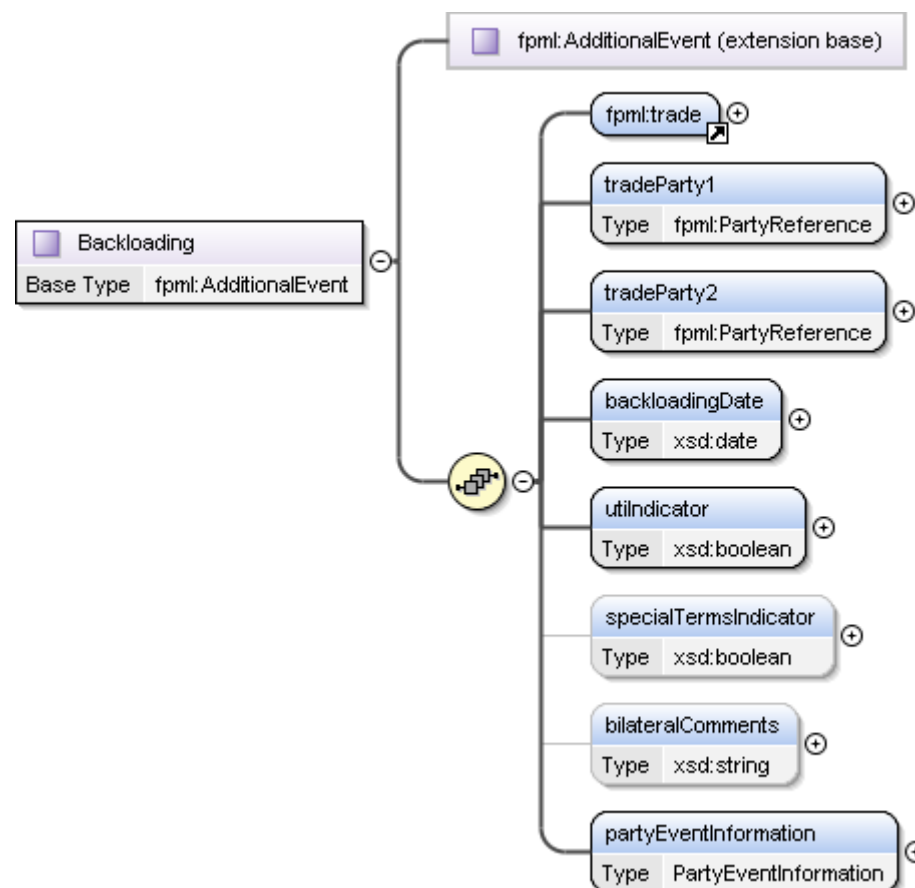 fpml:AdditionalEvent (extension base)
fpml:trade
tradeParty1
Type fpml:PartyReference
Backloading
Base Type fpml:AdditionalEvent
tradeParty2
Type fpml:PartyReference
backloadingDate
Type xsd:date
utiIndicator
Type xsd:boolean
specialTermsIndicator
Type xsd:boolean
bilateralComments
Type xsd:string
partyEventInformation
Type PartyEventInformation